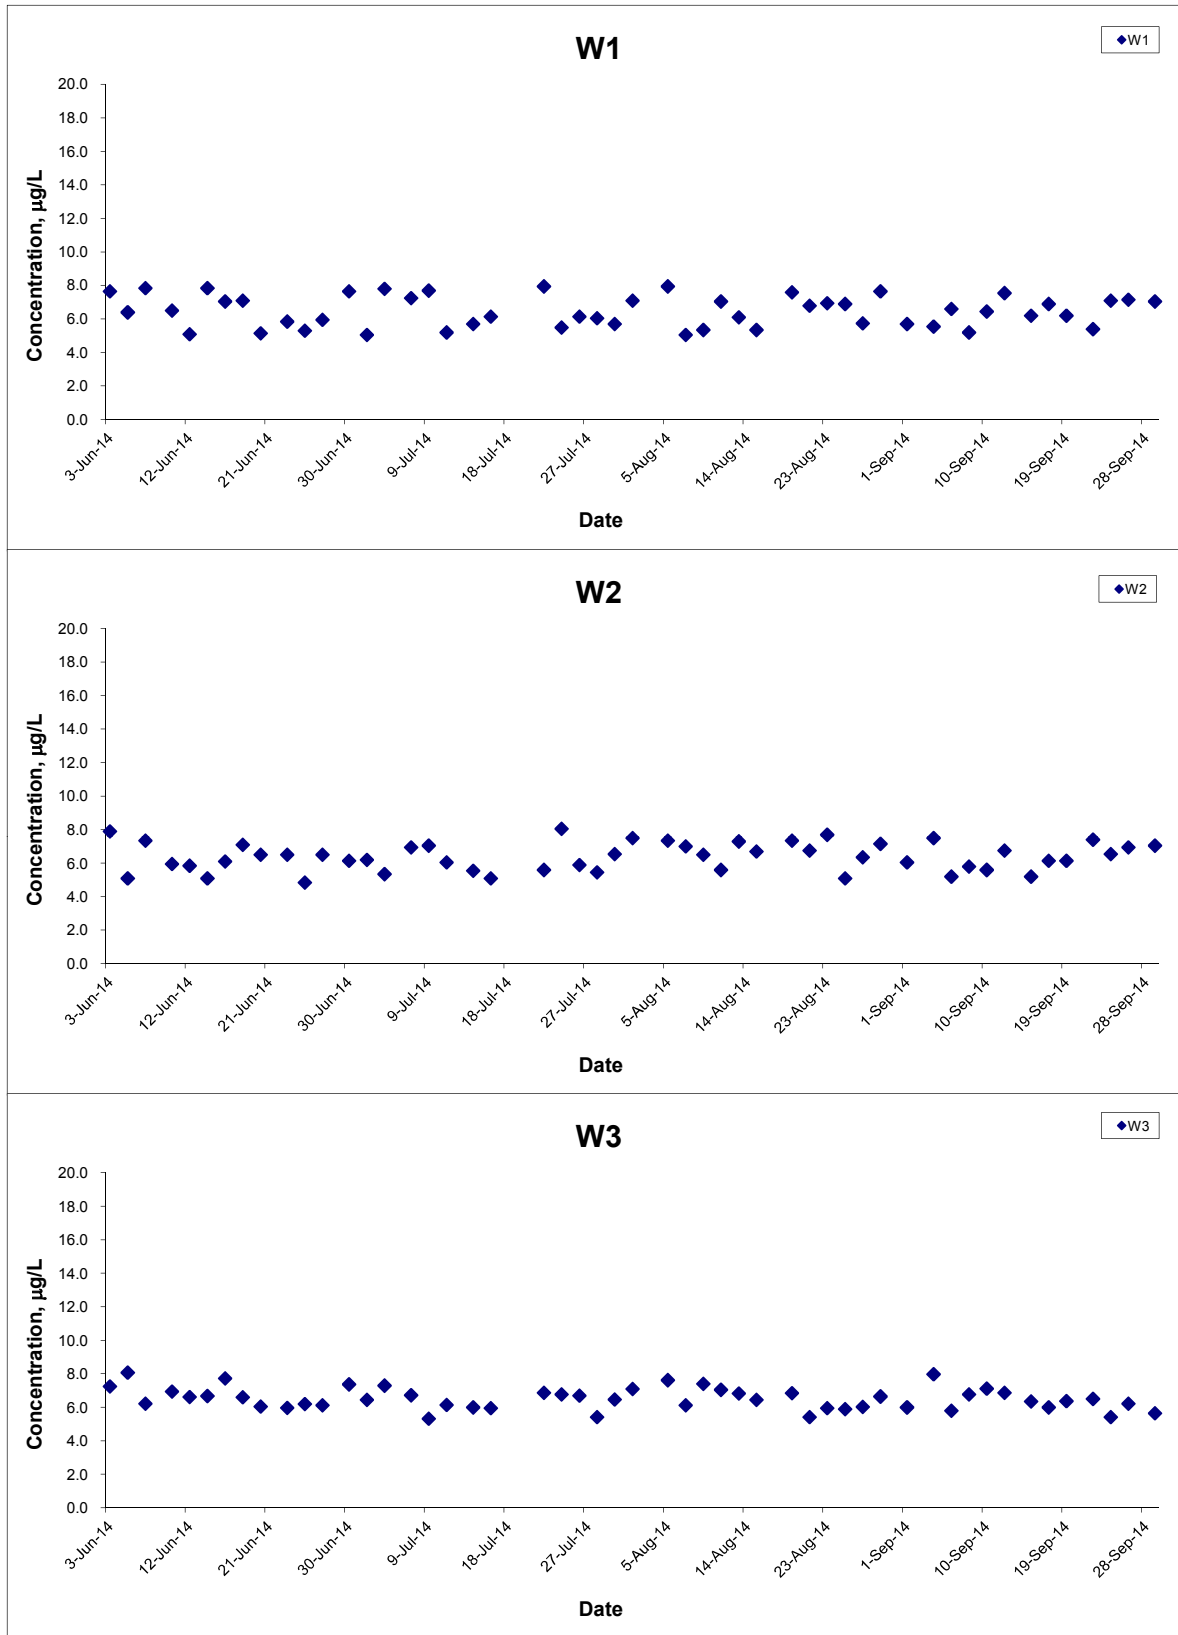 W1
W1
20.0
18.0
16.0
14.0
12.0
10.0
8.0
6.0
4.0
2.0
0.0
Concentration, µg/L
3-Jun-14
12-Jun-14
21-Jun-14
30-Jun-14
9-Jul-14
18-Jul-14
27-Jul-14
5-Aug-14
14-Aug-14
23-Aug-14
1-Sep-14
10-Sep-14
19-Sep-14
28-Sep-14
Date
W2
W2
20.0
18.0
16.0
14.0
12.0
10.0
8.0
6.0
4.0
2.0
0.0
Concentration, µg/L
3-Jun-14
12-Jun-14
21-Jun-14
30-Jun-14
9-Jul-14
18-Jul-14
27-Jul-14
5-Aug-14
14-Aug-14
23-Aug-14
1-Sep-14
10-Sep-14
19-Sep-14
28-Sep-14
Date
W3
W3
20.0
18.0
16.0
14.0
12.0
10.0
8.0
6.0
4.0
2.0
0.0
Concentration, µg/L
3-Jun-14
12-Jun-14
21-Jun-14
30-Jun-14
9-Jul-14
18-Jul-14
27-Jul-14
5-Aug-14
14-Aug-14
23-Aug-14
1-Sep-14
10-Sep-14
19-Sep-14
28-Sep-14
Date